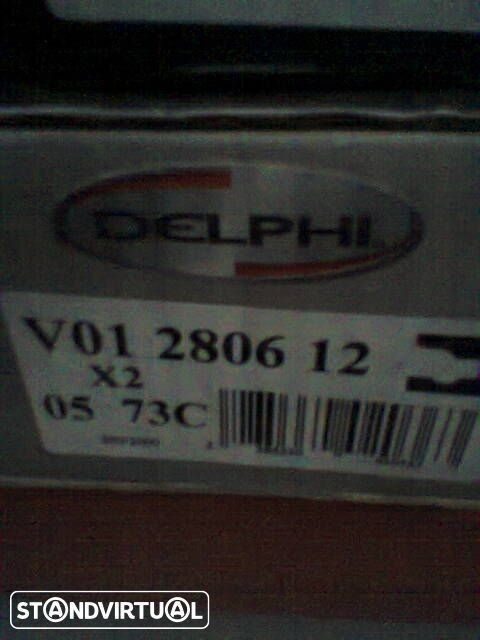 DELPHI
V01 2806 12
X2
05 73C
STANDVIRTUAL